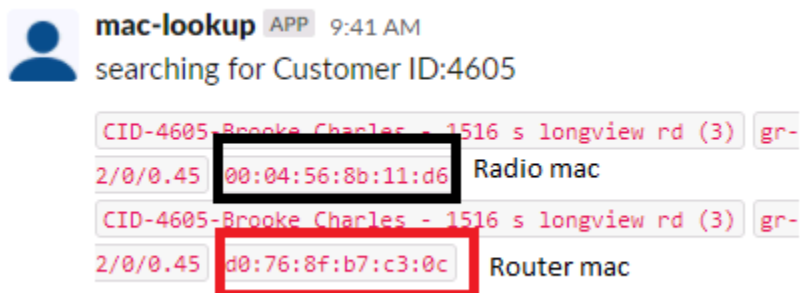 mac-lookup APP 9:41 AM
searching for Customer ID:4605
CID-4605-Brooke Charles - 1516 s longview rd (3) gr-
2/0/0.45 00:04:56:8b:11:d6 Radio mac
CID-4605-Brooke Charles - 1516 s longview rd (3) gr-
2/0/0.45 d0:76:8f:b7:c3:0c Router mac